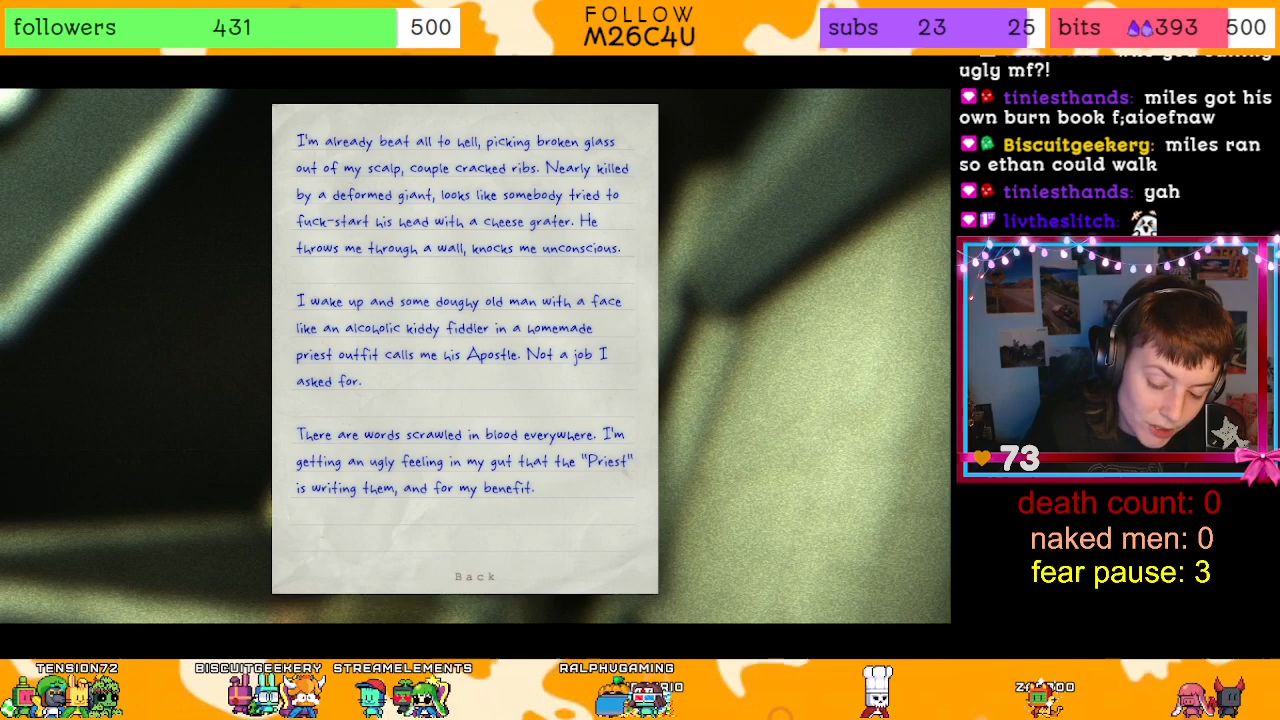 followers 431 500
FOLLOW
M26C4U
subs 23 25
bits 393 500
ugly mf?!
tiniesthands: miles got his
own burn book f;aioefnaw
Biscuitgeekery: miles ran
so ethan could walk
tiniesthands: yah
livtheslitch:
I'm already beat all to hell, picking broken glass
out of my scalp, couple cracked ribs. Nearly killed
by a deformed giant, looks like somebody tried to
fuck-start his head with a cheese grater. He
throws me through a wall, knocks me unconscious.
I wake up and some doughy old man with a face
like an alcoholic kiddy fiddler in a homemade
priest outfit calls me his Apostle. Not a job I
asked for.
There are words scrawled in blood everywhere. I'm
getting an ugly feeling in my gut that the "Priest"
is writing them, and for my benefit.
Back
73
death count: 0
naked men: 0
fear pause: 3
TENSION72
BISCUITGEEKERY
STREAMELEMENTS
RALPHVGAMING